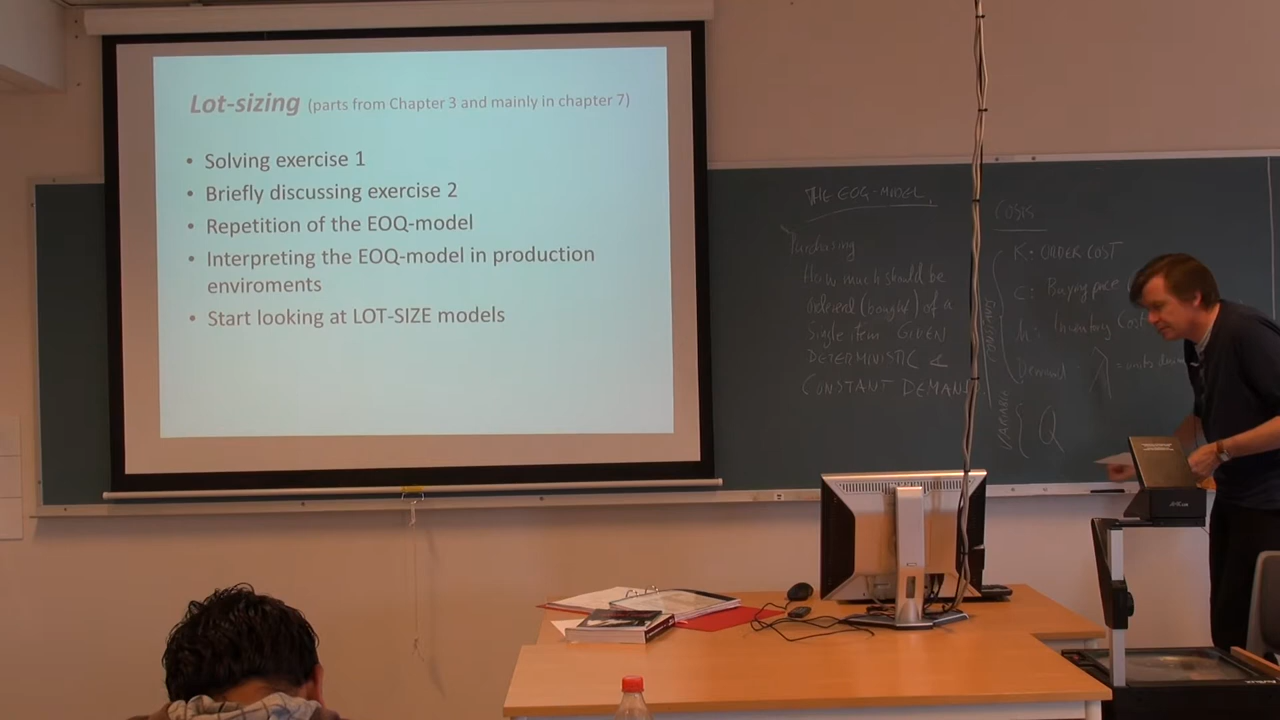 Lot-sizing (parts from Chapter 3 and mainly in chapter 7)
• Solving exercise 1
• Briefly discussing exercise 2
• Repetition of the EOQ-model
• Interpreting the EOQ-model in production
enviroments
• Start looking at LOT-SIZE models
THE EOQ-MODEL
Purchasing
How much should be
ordered (bought) of a
single item GIVEN
DETERMINISTIC &
CONSTANT DEMAND
COSTS
K: ORDER COST
C: Buying price
h: Inventory Cost
Demand λ = units
VARIABLE { Q